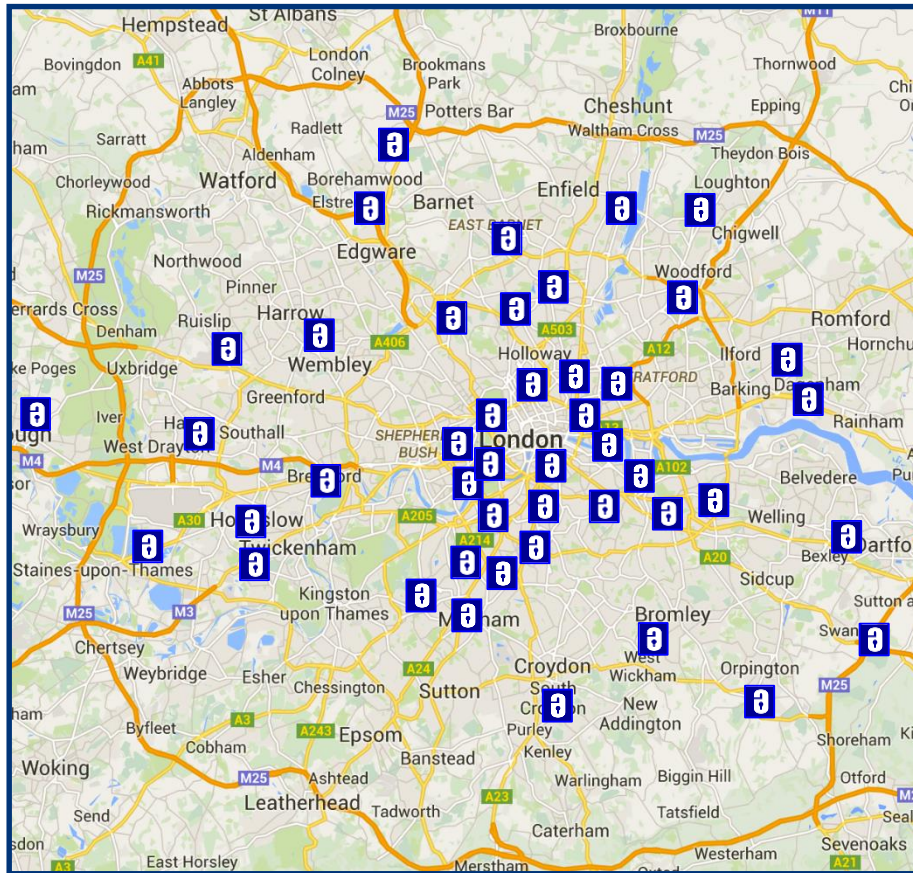 St Albans
M11
Hempstead
Broxbourne
London
Colney
Brookmans
Park
Thornwood
Bovingdon
A41
Abbots
Langley
M25
Potters Bar
Cheshunt
Epping
Waltham Cross
M25
Sarratt
Radlett
Theydon Bois
Aldenham
Chorleywood
Watford
Borehamwood
Barnet
Enfield
Loughton
Rickmansworth
EAST BARNET
Chigwell
Edgware
Northwood
M25
Woodford
Pinner
Harrow
Ruislip
Romford
Denham
A406
A503
Holloway
A12
Ilford
Uxbridge
Wembley
Barking
Greenford
Iver
Southall
Rainham
West Drayton
SHEPHERD'S
BUSH
London
A13
M4
M4
A102
Belvedere
Wraysbury
A30
Hounslow
A205
Welling
Twickenham
A214
A20
Bexley
Staines-upon-Thames
Sidcup
Kingston
upon Thames
M3
M25
Bromley
Chertsey
West
Wickham
Orpington
Weybridge
Esher
Chessington
A24
Croydon
South
Croydon
M25
Sutton
New
Addington
Byfleet
A3
A243
Epsom
Purley
Kenley
Shoreham
Cobham
Banstead
Woking
M25
Ashtead
Warlingham
Biggin Hill
Otford
Leatherhead
Tadworth
A23
Tatsfield
Send
Caterham
Westerham
Sevenoaks
A3
East Horsley
Merstham
A21